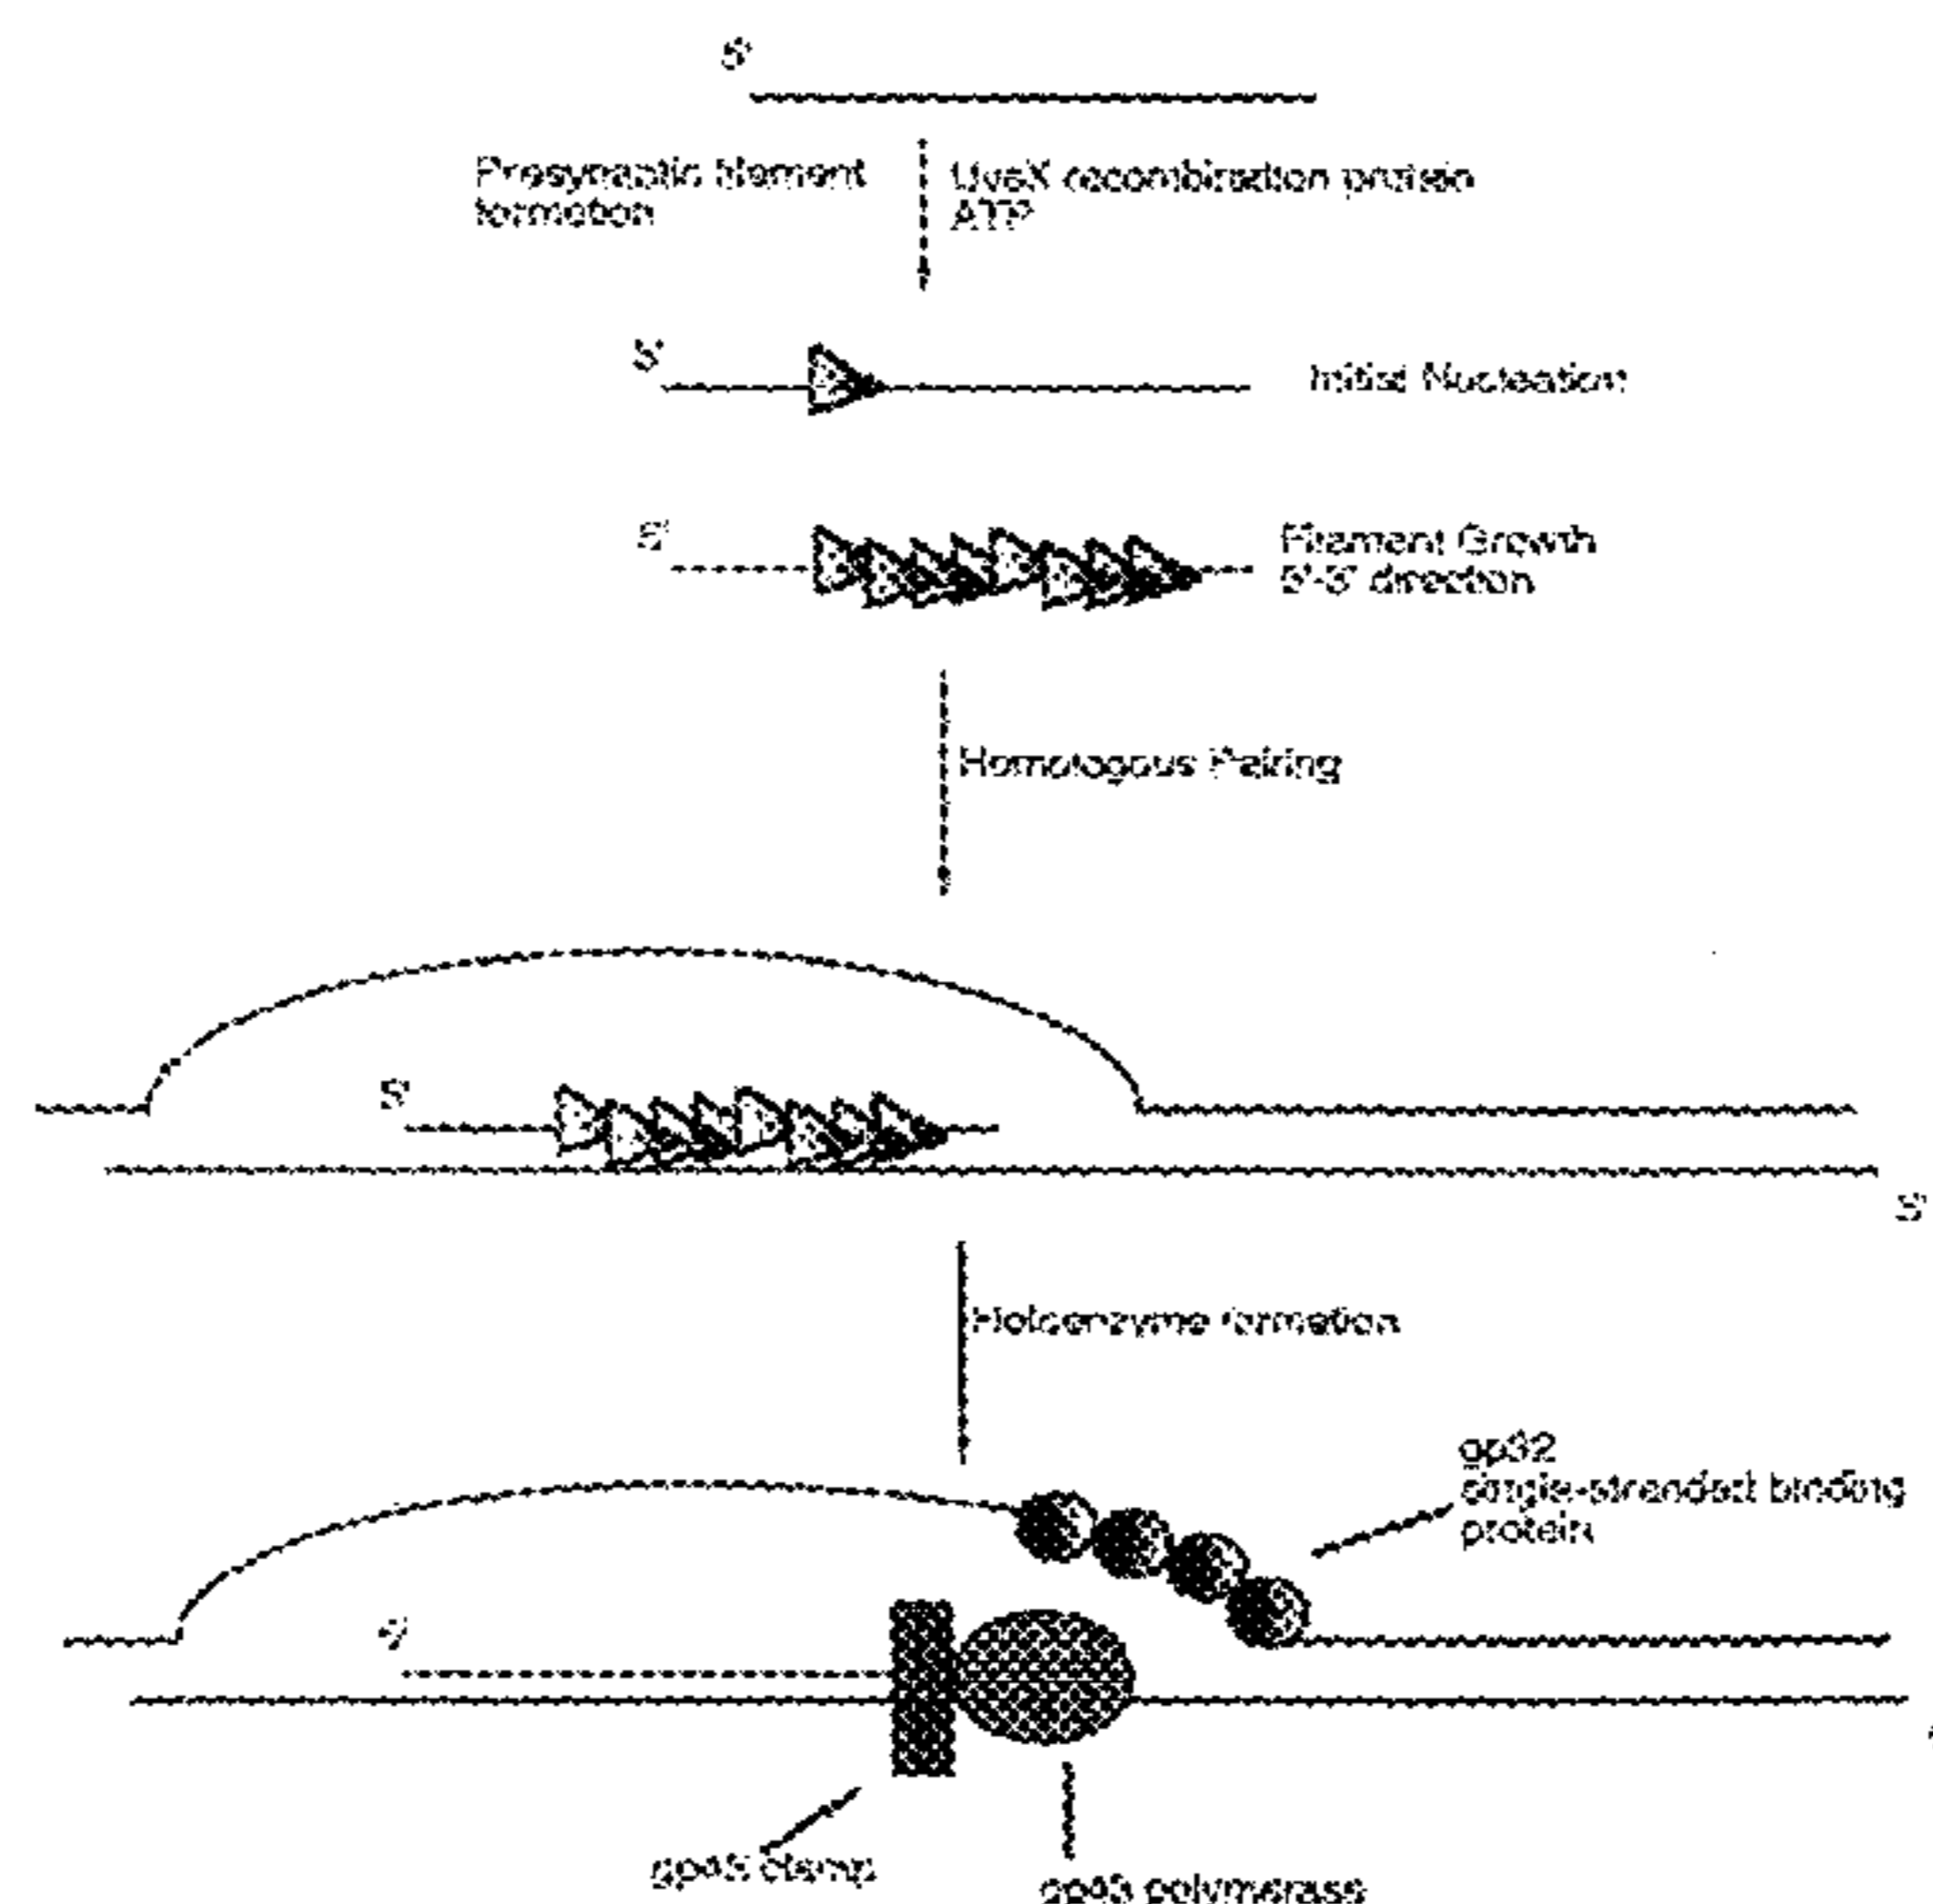 5'
Presynaptic filament
formation
UvsX recombination protein
ATP
5'
Initial Nucleation
5'
Filament Growth
5'-3' direction
Homologous Pairing
5'
5'
Holoenzyme formation
gp32
single-stranded binding
protein
5'
gp45 clamp
gp43 polymerase